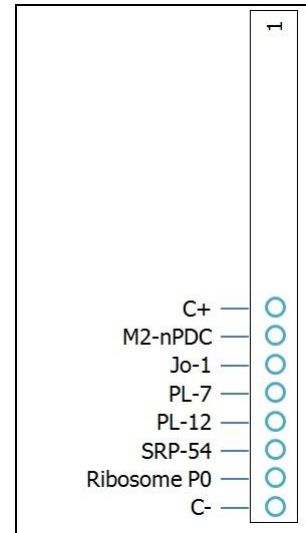 1
C+
M2-nPDC
Jo-1
PL-7
PL-12
SRP-54
Ribosome P0
C-